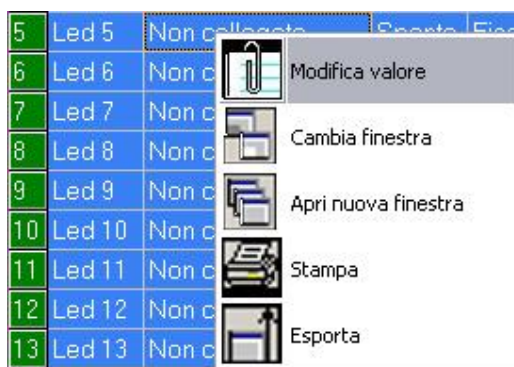 5 Led 5 Non collegato Spento
6 Led 6 Non c
7 Led 7 Non c
8 Led 8 Non c
9 Led 9 Non c
10 Led 10 Non c
11 Led 11 Non c
12 Led 12 Non c
13 Led 13 Non c
Modifica valore
Cambia finestra
Apri nuova finestra
Stampa
Esporta